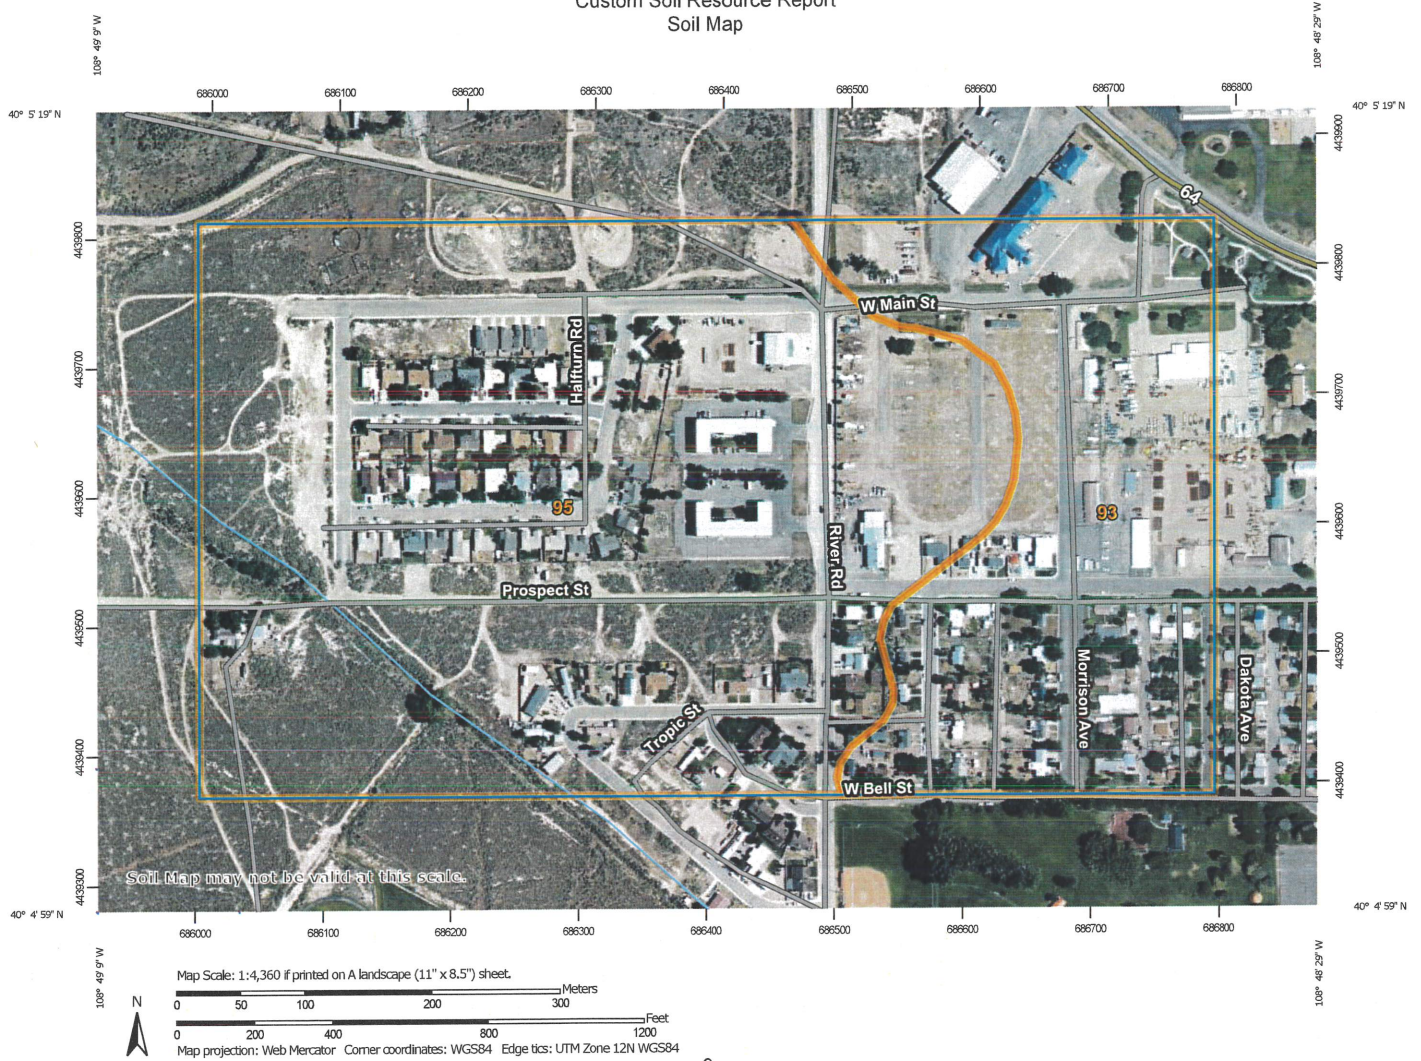 Custom Soil Resource Report
Soil Map
108° 49' 9" W
108° 48' 29" W
686000 686100 686200 686300 686400 686500 686600 686700 686800
40° 5' 19" N
40° 5' 19" N
4439900
64
4439800
4439800
W Main St
Halfturn Rd
4439700
4439700
95
93
4439600
4439600
River Rd
Prospect St
4439500
4439500
Morrison Ave
Dakota Ave
Tropic St
4439400
4439400
W Bell St
4439300
Soil Map may not be valid at this scale.
40° 4' 59" N
40° 4' 59" N
686000 686100 686200 686300 686400 686500 686600 686700 686800
108° 49' 9" W
108° 48' 29" W
Map Scale: 1:4,360 if printed on A landscape (11" x 8.5") sheet.
Meters
0 50 100 200 300
N
Feet
0 200 400 800 1200
Map projection: Web Mercator Corner coordinates: WGS84 Edge tics: UTM Zone 12N WGS84